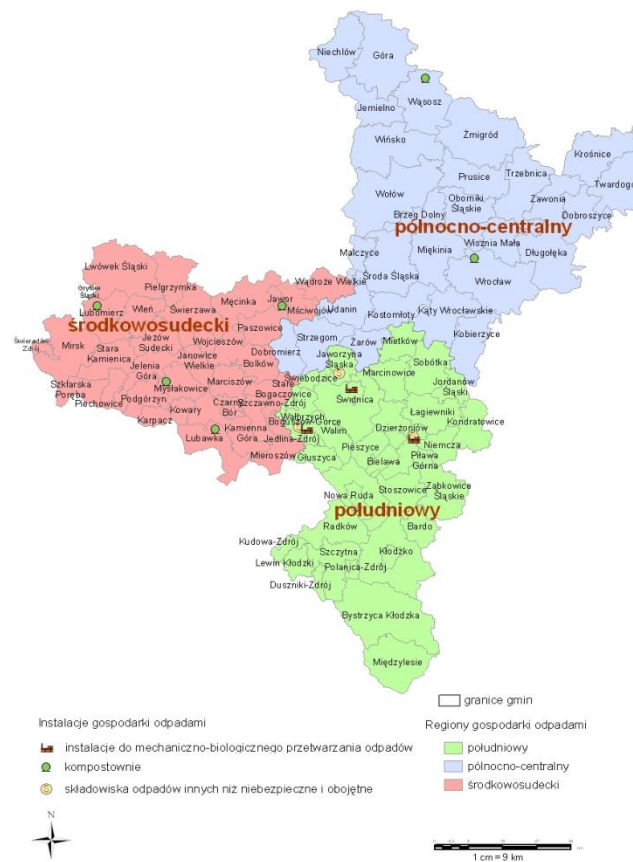 Niechlów
Góra
Wąsosz
Jemielno
Żmigród
Wińsko
Krośnice
Prusice
Trzebnica
Twardogó
Wołów
Oborniki
Śląskie
Zawonia
Brzeg Dolny
Dobroszyce
północno-centralny
Wisznia Mała
Miękinia
Długołęka
Malczyce
Lwówek Śląski
Pielgrzymka
Środa Śląska
Wrocław
Wądroże Wielkie
Męcinka
Gryfów
Śląski
Lubomierz
Wleń
Świerzawa
Jawor
Mściwojów
Udanin
Kostomłoty
Kąty Wrocławskie
środkowosudecki
Paszowice
Kobierzyce
Strzegom
Żarów
Mietków
Świeradów
Zdrój
Mirsk
Stara
Kamienica
Jeżów
Sudecki
Wojcieszów
Janowice
Wielkie
Dobromierz
Bolków
Jaworzyna
Śląska
Sobótka
Jelenia
Góra
Marciszów
Stare
Bogaczowice
Świebodzice
Marcinowice
Jordanów
Śląski
Szklarska
Poręba
Piechowice
Podgórzyn
Mysłakowice
Czarny
Bór
Szczawno-Zdrój
Świdnica
Kowary
Karpacz
Kamienna
Góra
Wałbrzych
Boguszów-Gorce
Walim
Łagiewniki
Kondratowice
Lubawka
Jedlina-Zdrój
Dzierżoniów
Niemcza
Mieroszów
Głuszyca
Pieszyce
Bielawa
Piława
Górna
Nowa Ruda
Stoszowice
Ząbkowice
Śląskie
południowy
Radków
Bardo
Kudowa-Zdrój
Szczytna
Kłodzko
Lewin Kłodzki
Polanica-Zdrój
Duszniki-Zdrój
Bystrzyca Kłodzka
Międzylesie
granice gmin
Instalacje gospodarki odpadami
instalacje do mechaniczno-biologicznego przetwarzania odpadów
kompostownie
składowiska odpadów innych niż niebezpieczne i obojętne
Regiony gospodarki odpadami
południowy
północno-centralny
środkowosudecki
N
1 cm = 9 km